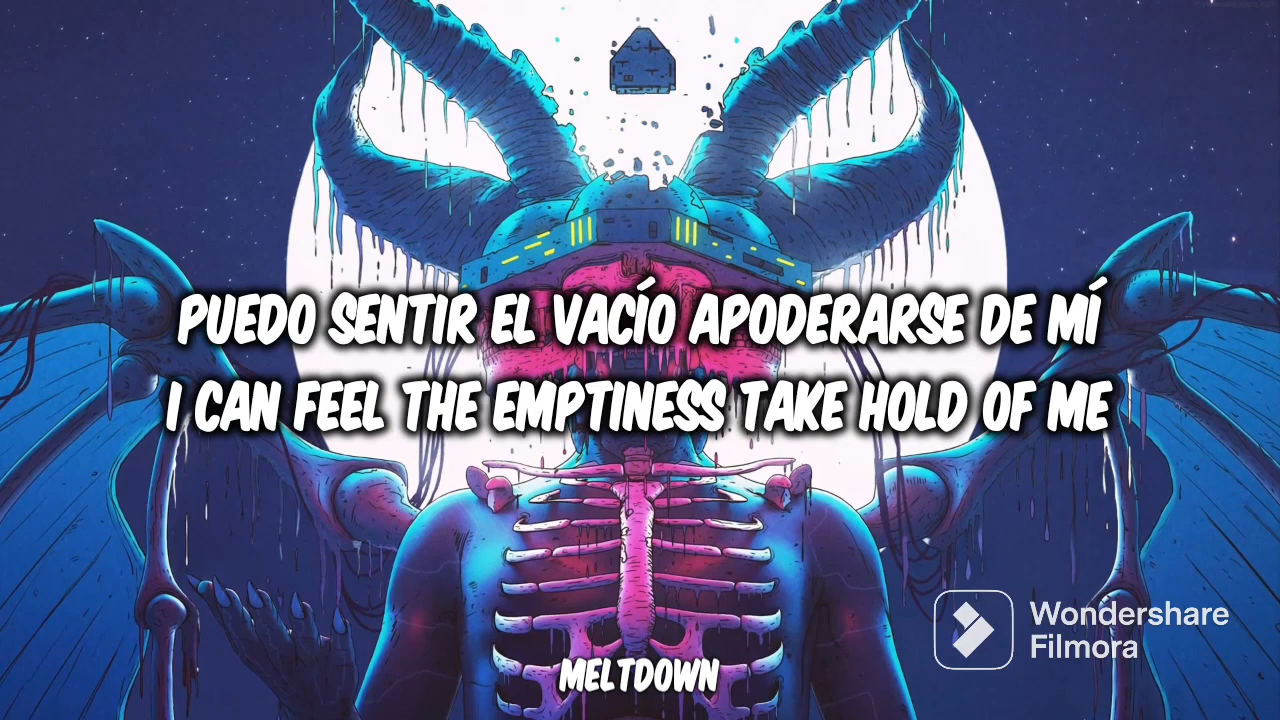 PUEDO SENTIR EL VACÍO APODERARSE DE MÍ
I CAN FEEL THE EMPTINESS TAKE HOLD OF ME
Wondershare
Filmora
MELTDOWN